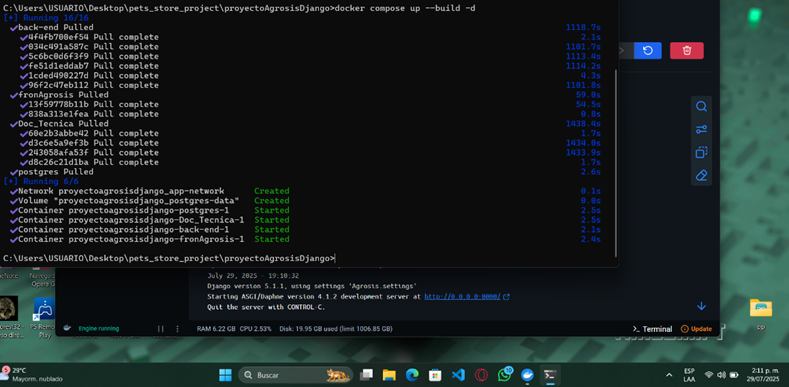 C:\Users\USUARIO\Desktop\pets_store_project\proyectoAgrosisDjango>docker compose up --build -d
[+] Running 16/16
✔back-end Pulled 1118.7s
✔4f4fb700ef54 Pull complete 2.1s
✔034c491a587c Pull complete 1101.7s
✔5c6bc0d6f3f9 Pull complete 1113.4s
✔fe51d1eddab7 Pull complete 1114.2s
✔1cded490227d Pull complete 4.3s
✔96f2c47eb112 Pull complete 1101.8s
✔fronAgrosis Pulled 59.0s
✔13f59778b11b Pull complete 54.5s
✔838a313e1fea Pull complete 0.8s
✔Doc_Tecnica Pulled 1438.4s
✔60e2b3abbe42 Pull complete 1.7s
✔d3c6e5a9ef3b Pull complete 1434.0s
✔243058afa53f Pull complete 1433.9s
✔d8c26c21d1ba Pull complete 1.7s
✔postgres Pulled 2.6s
[+] Running 6/6
✔Network proyectoagrosisdjango_app-network Created 0.1s
✔Volume "proyectoagrosisdjango_postgres-data" Created 0.0s
✔Container proyectoagrosisdjango-postgres-1 Started 2.5s
✔Container proyectoagrosisdjango-Doc_Tecnica-1 Started 2.5s
✔Container proyectoagrosisdjango-back-end-1 Started 2.1s
✔Container proyectoagrosisdjango-fronAgrosis-1 Started 2.4s
C:\Users\USUARIO\Desktop\pets_store_project\proyectoAgrosisDjango>
July 29, 2025 - 19:10:32
Django version 5.1.1, using settings 'Agrosis.settings'
Starting ASGI/Daphne version 4.1.2 development server at http://0.0.0.0:8000/
Quit the server with CONTROL-C.
Navega
Opera G
PS Remote
Play
ep
Engine running
RAM 6.22 GB CPU 2.53% Disk: 19.95 GB used (limit 1006.85 GB)
>_ Terminal
Update
29°C
Mayorm. nublado
Buscar
ESP
LAA
2:11 p. m.
29/07/2025